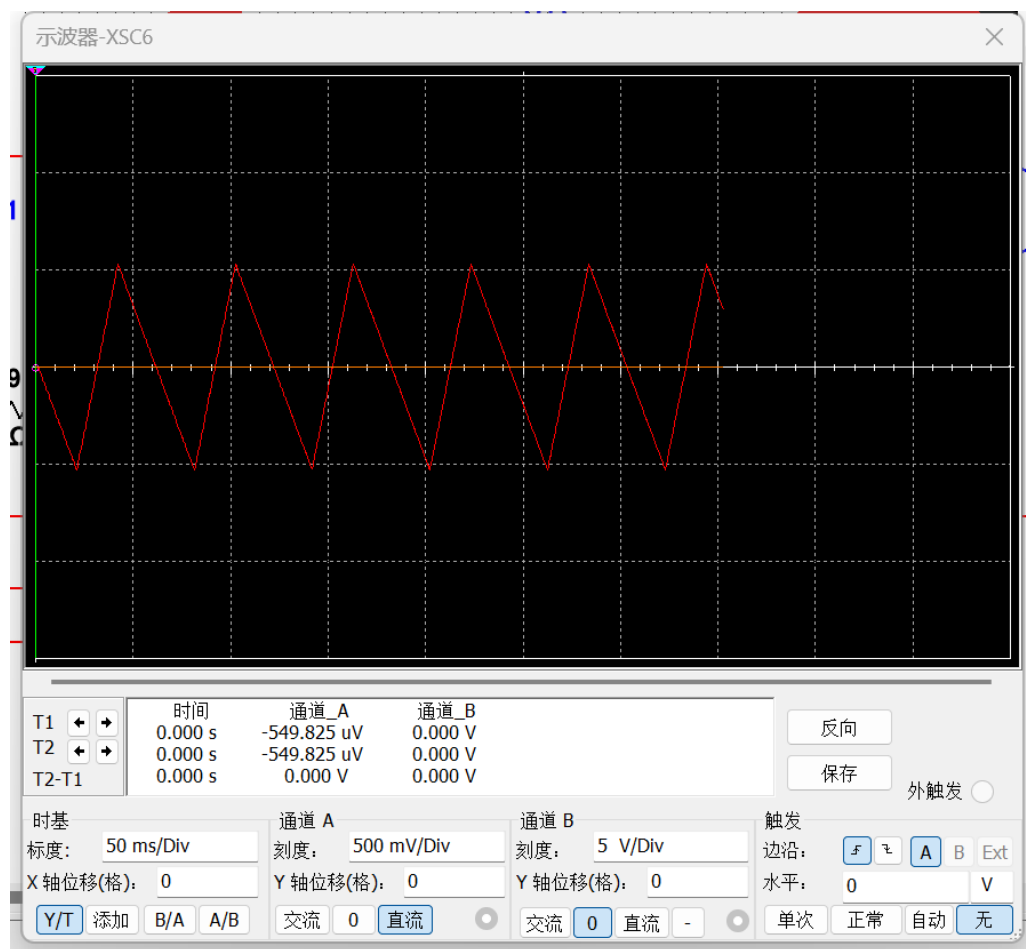 示波器-XSC6
1
9
Ω
T1
T2
T2-T1
时间 通道_A 通道_B
0.000 s -549.825 uV 0.000 V
0.000 s -549.825 uV 0.000 V
0.000 s 0.000 V 0.000 V
反向
保存
外触发
时基
标度: 50 ms/Div
X 轴位移(格): 0
Y/T 添加 B/A A/B
通道 A
刻度: 500 mV/Div
Y 轴位移(格): 0
交流 0 直流
通道 B
刻度: 5 V/Div
Y 轴位移(格): 0
交流 0 直流 -
触发
边沿: A B Ext
水平: 0 V
单次 正常 自动 无